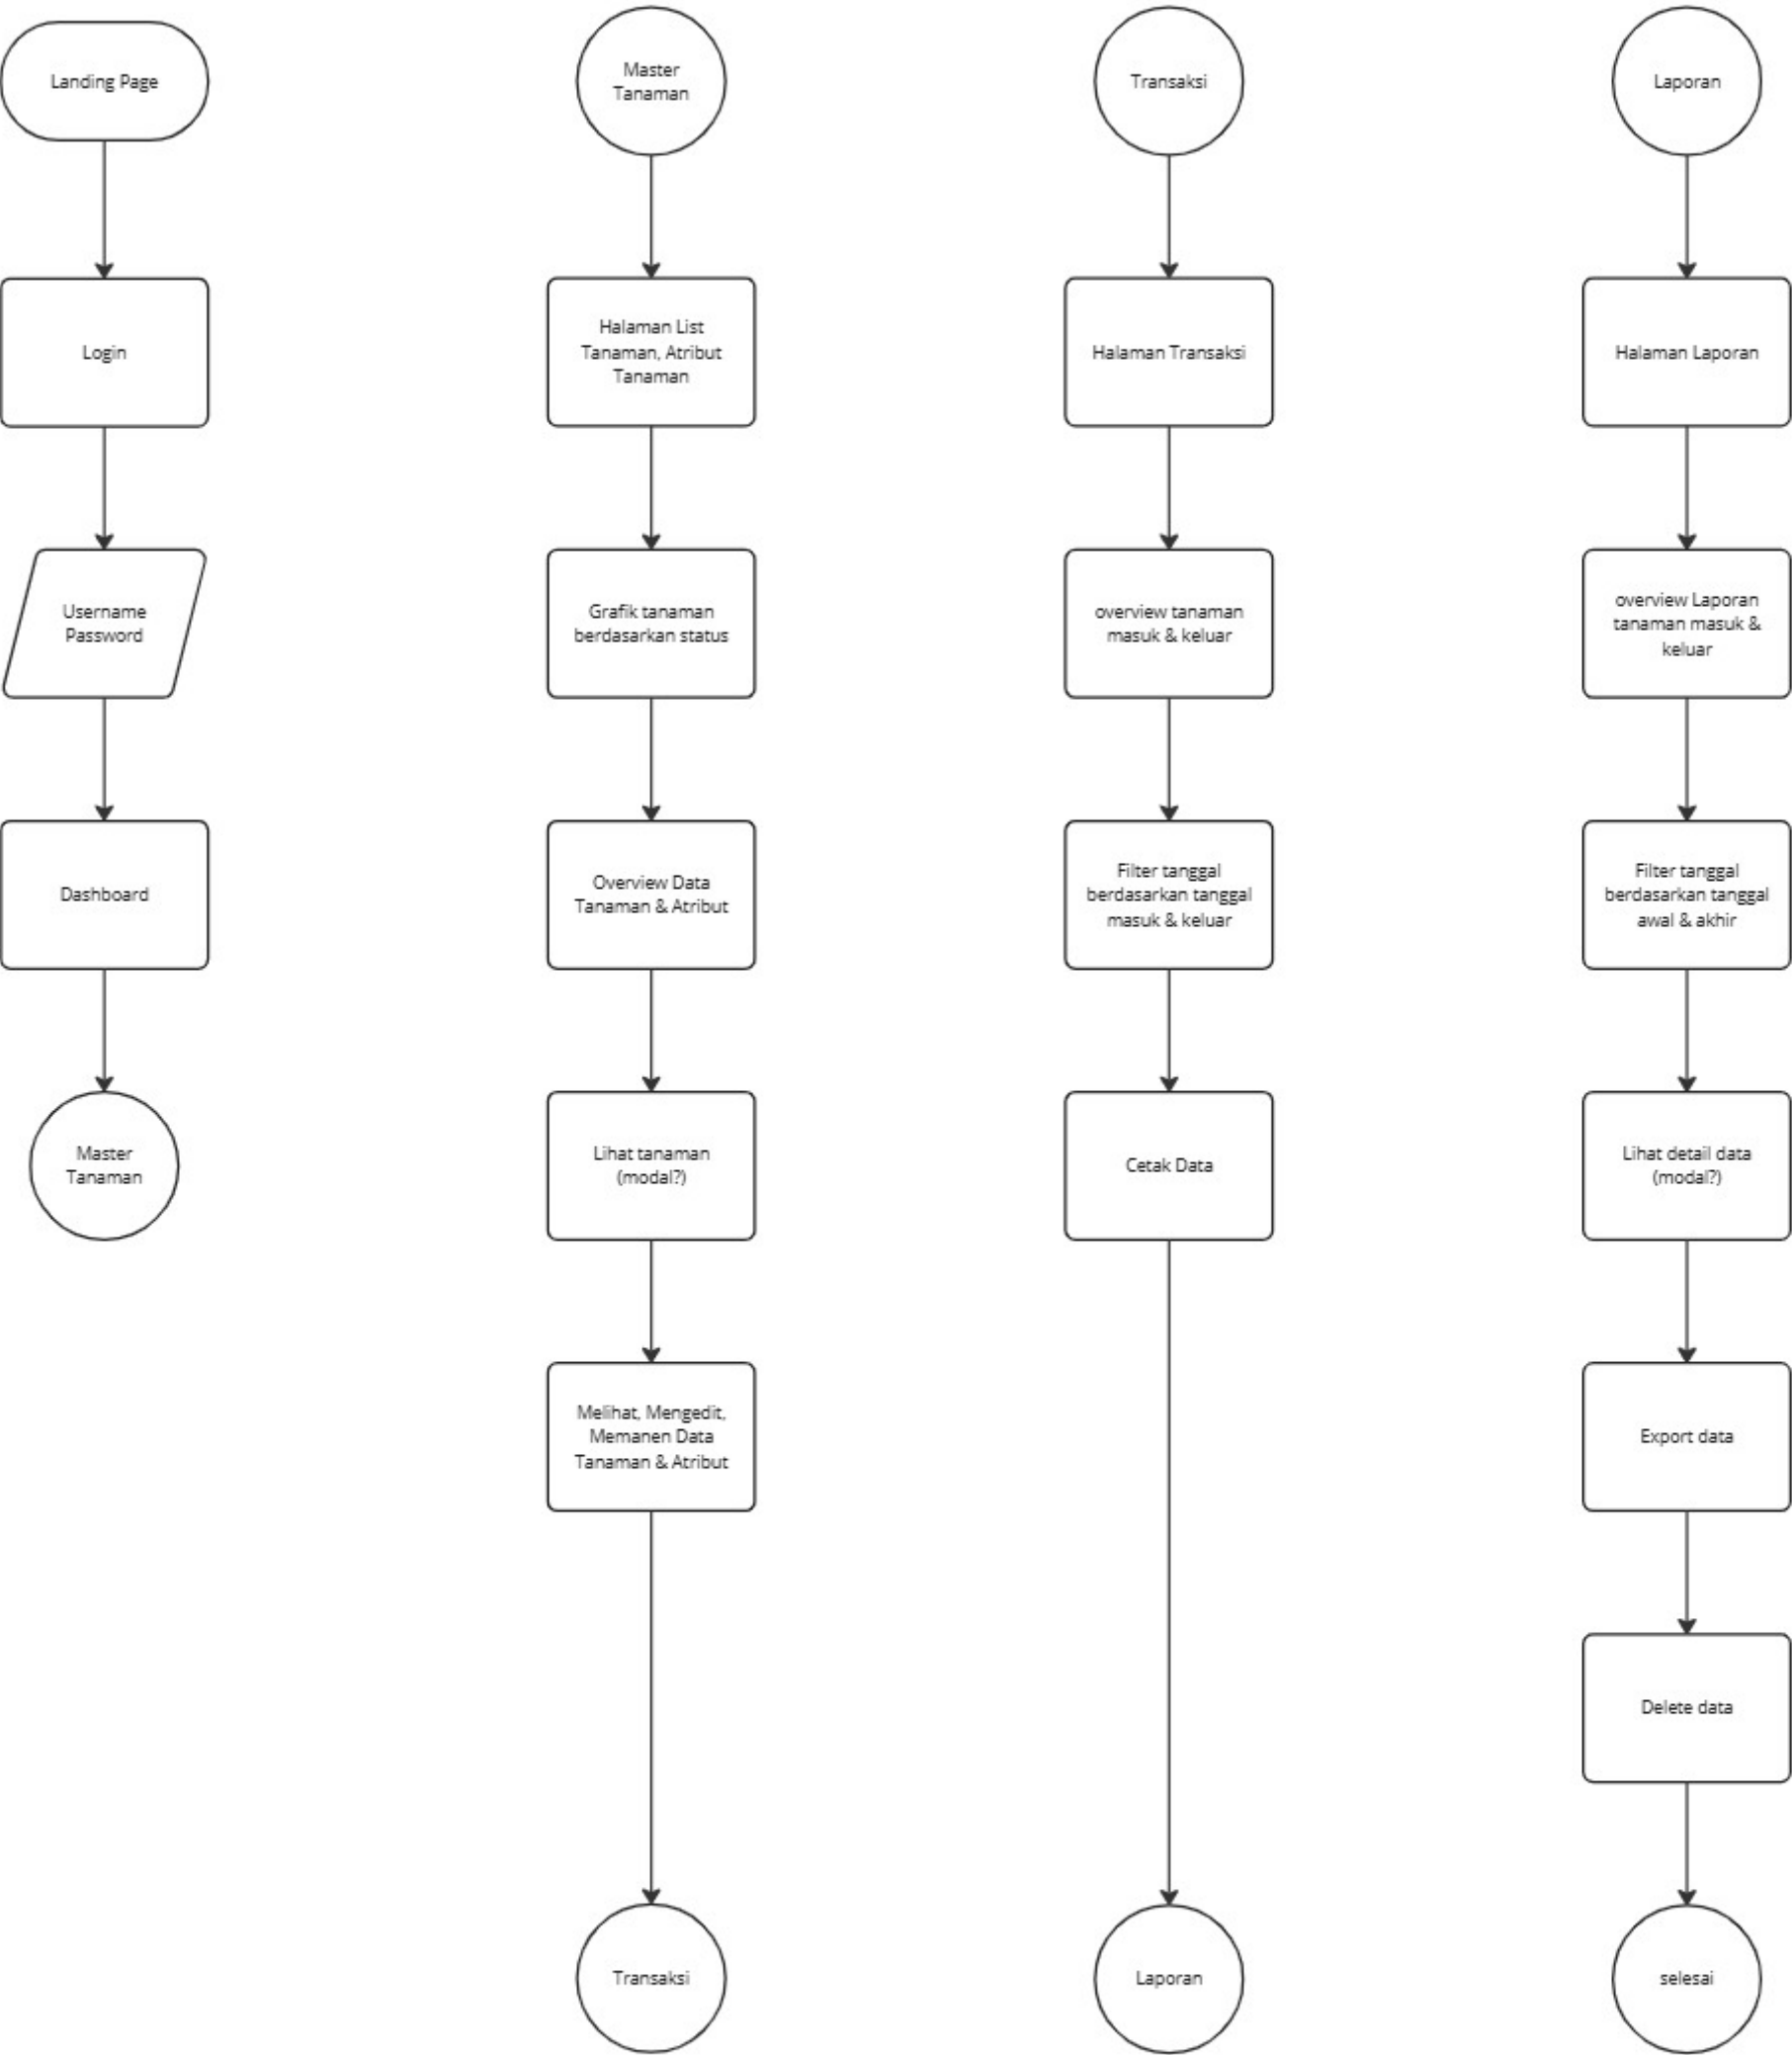 Landing Page
Login
Username
Password
Dashboard
Master
Tanaman
Master
Tanaman
Halaman List
Tanaman, Atribut
Tanaman
Grafik tanaman
berdasarkan status
Overview Data
Tanaman & Atribut
Lihat tanaman
(modal?)
Melihat, Mengedit,
Memanen Data
Tanaman & Atribut
Transaksi
Transaksi
Halaman Transaksi
overview tanaman
masuk & keluar
Filter tanggal
berdasarkan tanggal
masuk & keluar
Cetak Data
Laporan
Laporan
Halaman Laporan
overview Laporan
tanaman masuk &
keluar
Filter tanggal
berdasarkan tanggal
awal & akhir
Lihat detail data
(modal?)
Export data
Delete data
selesai